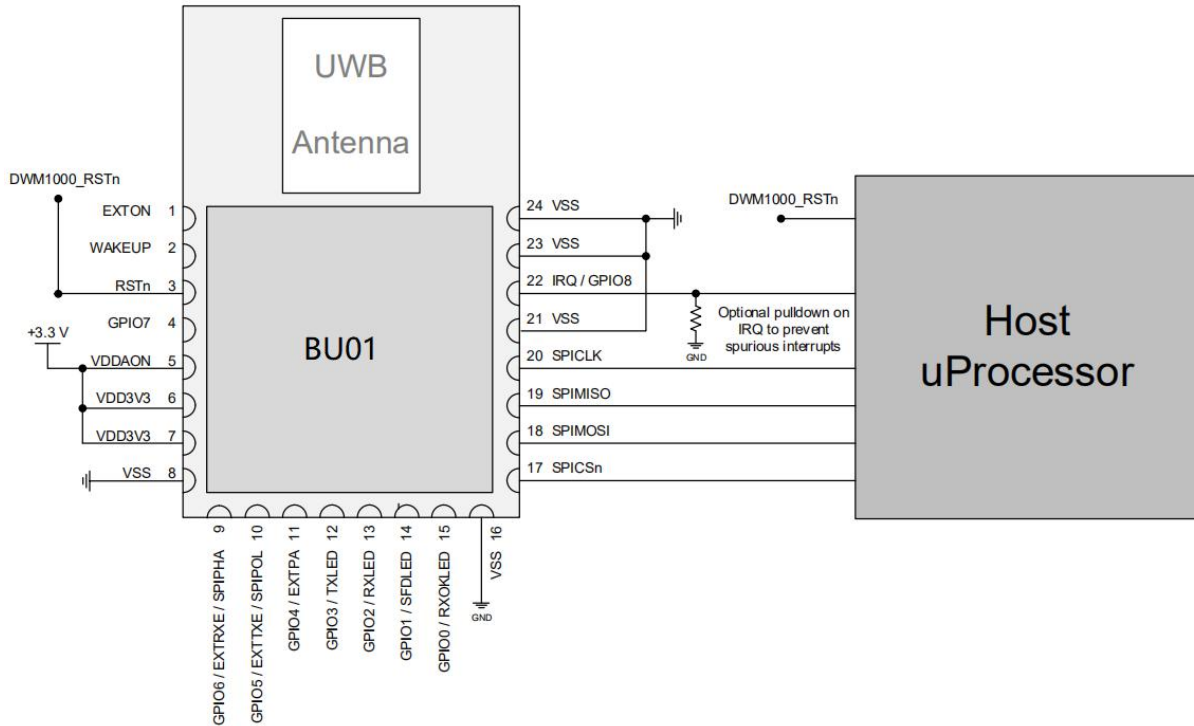 UWB
Antenna
DWM1000_RSTn
EXTON 1
WAKEUP 2
RSTn 3
GPIO7 4
+3.3 V
VDDAON 5
VDD3V3 6
VDD3V3 7
VSS 8
BU01
24 VSS
23 VSS
22 IRQ / GPIO8
21 VSS
20 SPICLK
19 SPIMISO
18 SPIMOSI
17 SPICSn
DWM1000_RSTn
Optional pulldown on
IRQ to prevent
spurious interrupts
GND
Host
uProcessor
GPIO6 / EXTRXE / SPIPHA 9
GPIO5 / EXTTXE / SPIPOL 10
GPIO4 / EXTPA 11
GPIO3 / TXLED 12
GPIO2 / RXLED 13
GPIO1 / SFDLED 14
GPIO0 / RXOKLED 15
VSS 16
GND